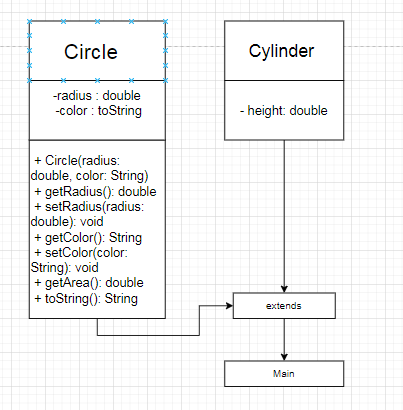 Circle
-radius : double
-color : toString
+ Circle(radius:
double, color: String)
+ getRadius(): double
+ setRadius(radius:
double): void
+ getColor(): String
+ setColor(color:
String): void
+ getArea(): double
+ toString(): String
Cylinder
- height: double
extends
Main